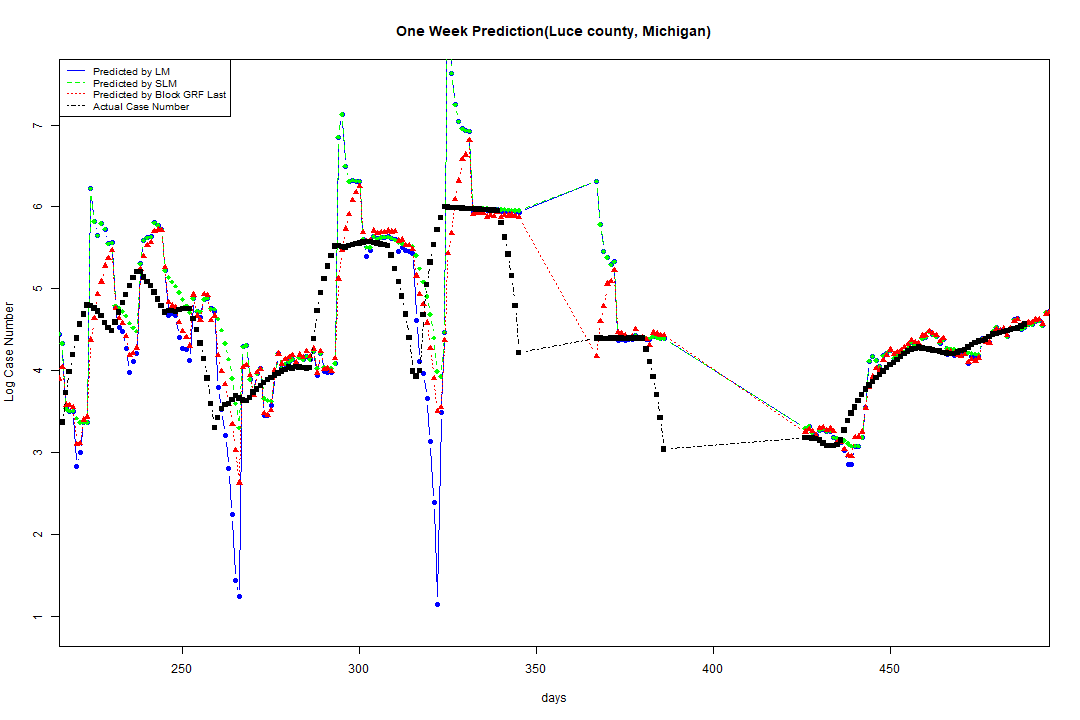 One Week Prediction(Luce county, Michigan)
Predicted by LM
Predicted by SLM
Predicted by Block GRF Last
Actual Case Number
Log Case Number
7
6
5
4
3
2
1
250
300
350
400
450
days